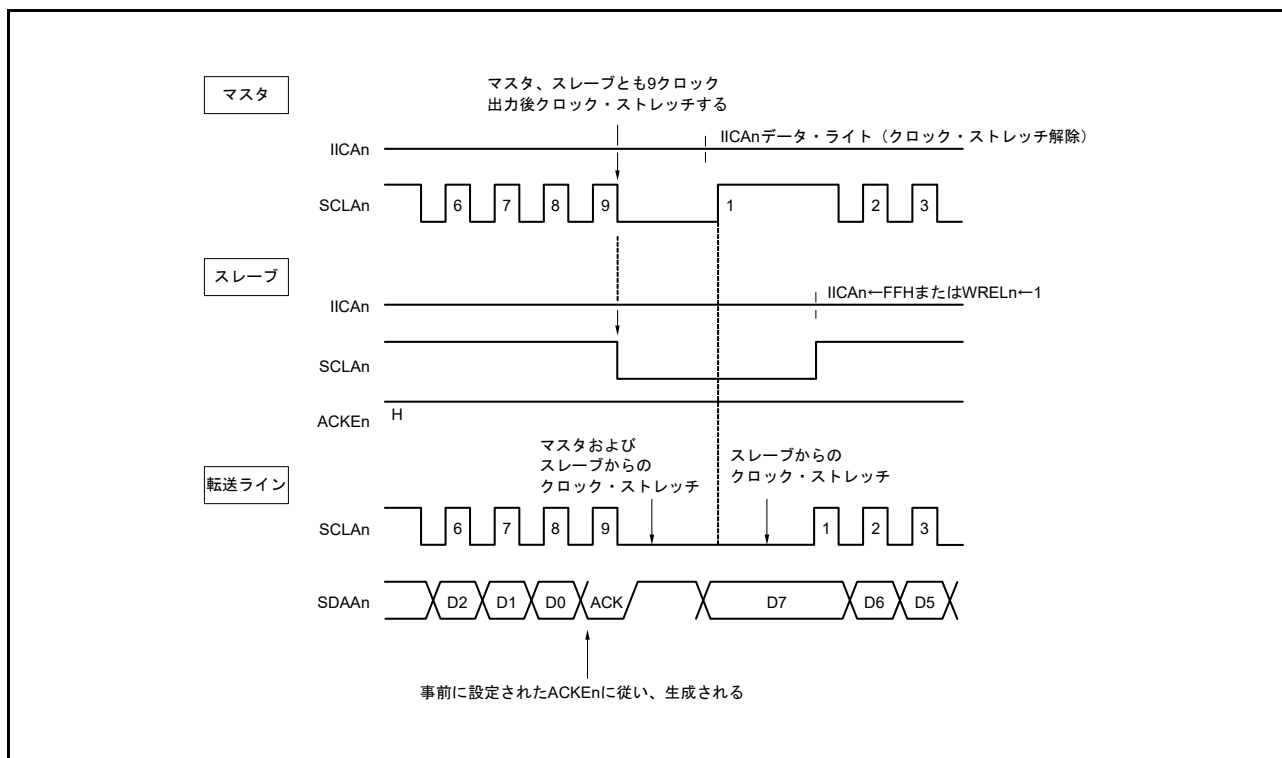 マスタ
マスタ、スレーブとも9クロック
出力後クロック・ストレッチする
IICAn
IICAnデータ・ライト（クロック・ストレッチ解除）
SCLAn
6 7 8 9 1 2 3
スレーブ
IICAn
IICAn←FFHまたはWRELn←1
SCLAn
ACKEn
H
マスタおよび
スレーブからの
クロック・ストレッチ
スレーブからの
クロック・ストレッチ
転送ライン
SCLAn
6 7 8 9 1 2 3
SDAAn
D2 D1 D0 ACK D7 D6 D5
事前に設定されたACKEnに従い、生成される